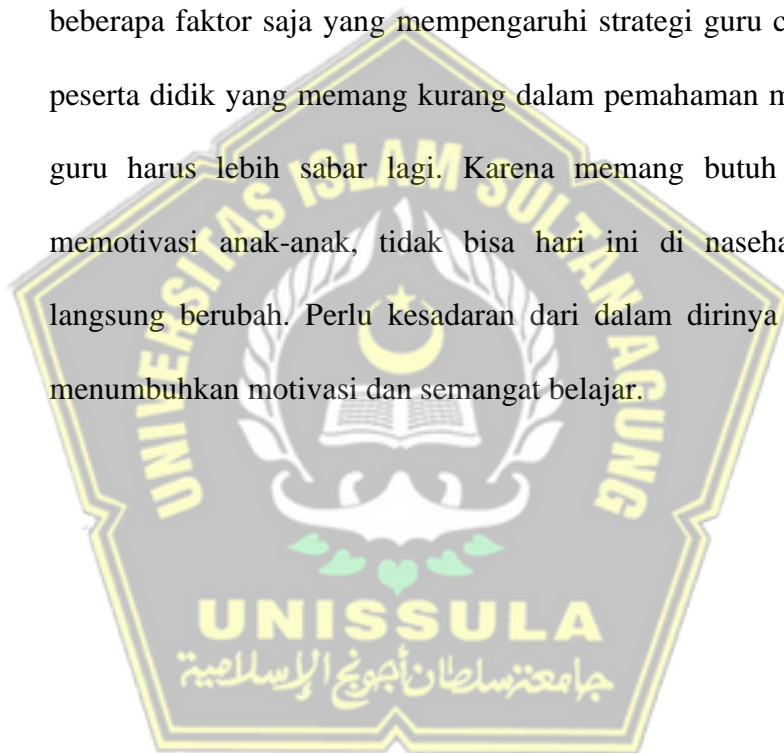 beberapa faktor saja yang mempengaruhi strategi guru
peserta didik yang memang kurang dalam pemahaman
guru harus lebih sabar lagi. Karena memang butuh
memotivasi anak-anak, tidak bisa hari ini di
langsung berubah. Perlu kesadaran dari dalam dirinya
menumbuhkan motivasi dan semangat belajar.
UNIVERSITAS ISLAM SULTAN AGUNG
UNISSULA
جامعة سلطان أجونج الإسلامية